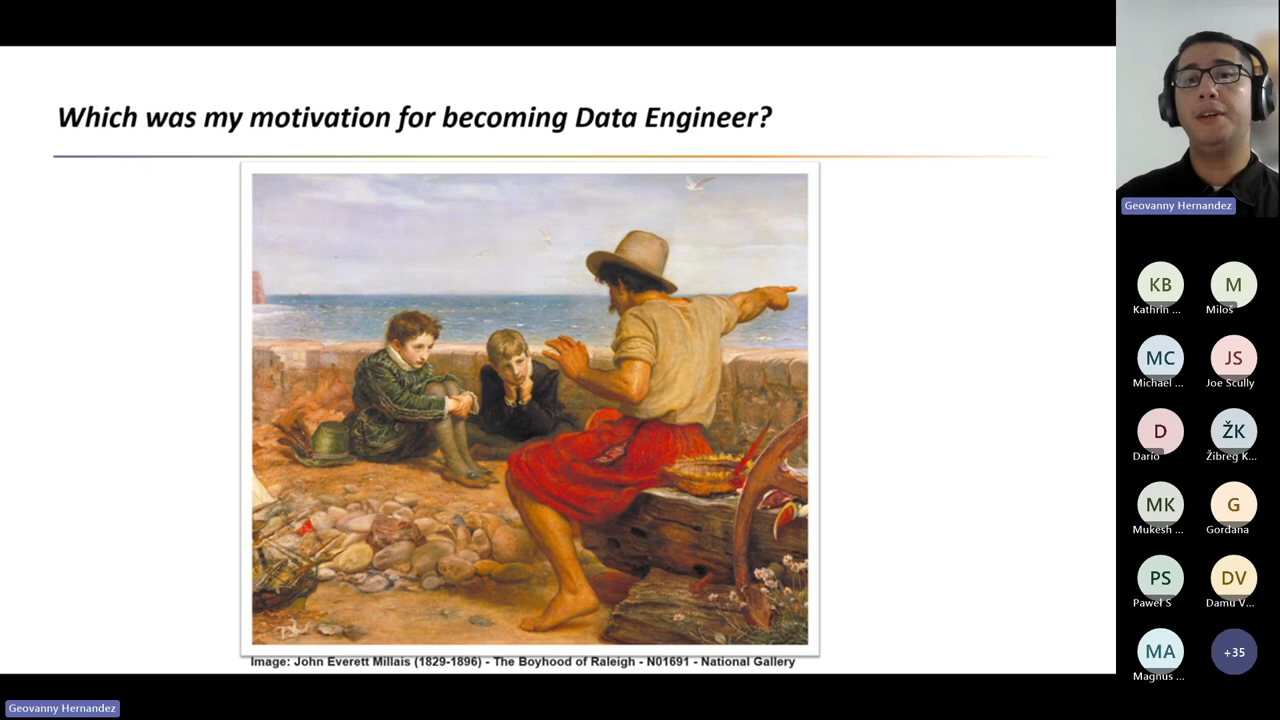 Which was my motivation for becoming Data Engineer?
Image: John Everett Millais (1829-1896) - The Boyhood of Raleigh - N01691 - National Gallery
Geovanny Hernandez
KB
Kathrin ...
M
Miloš
MC
Michael ...
JS
Joe Scully
D
Dario
ŽK
Žibreg K...
MK
Mukesh ...
G
Gordana
PS
Pawel S
DV
Damu V...
MA
Magnus ...
+35
Geovanny Hernandez